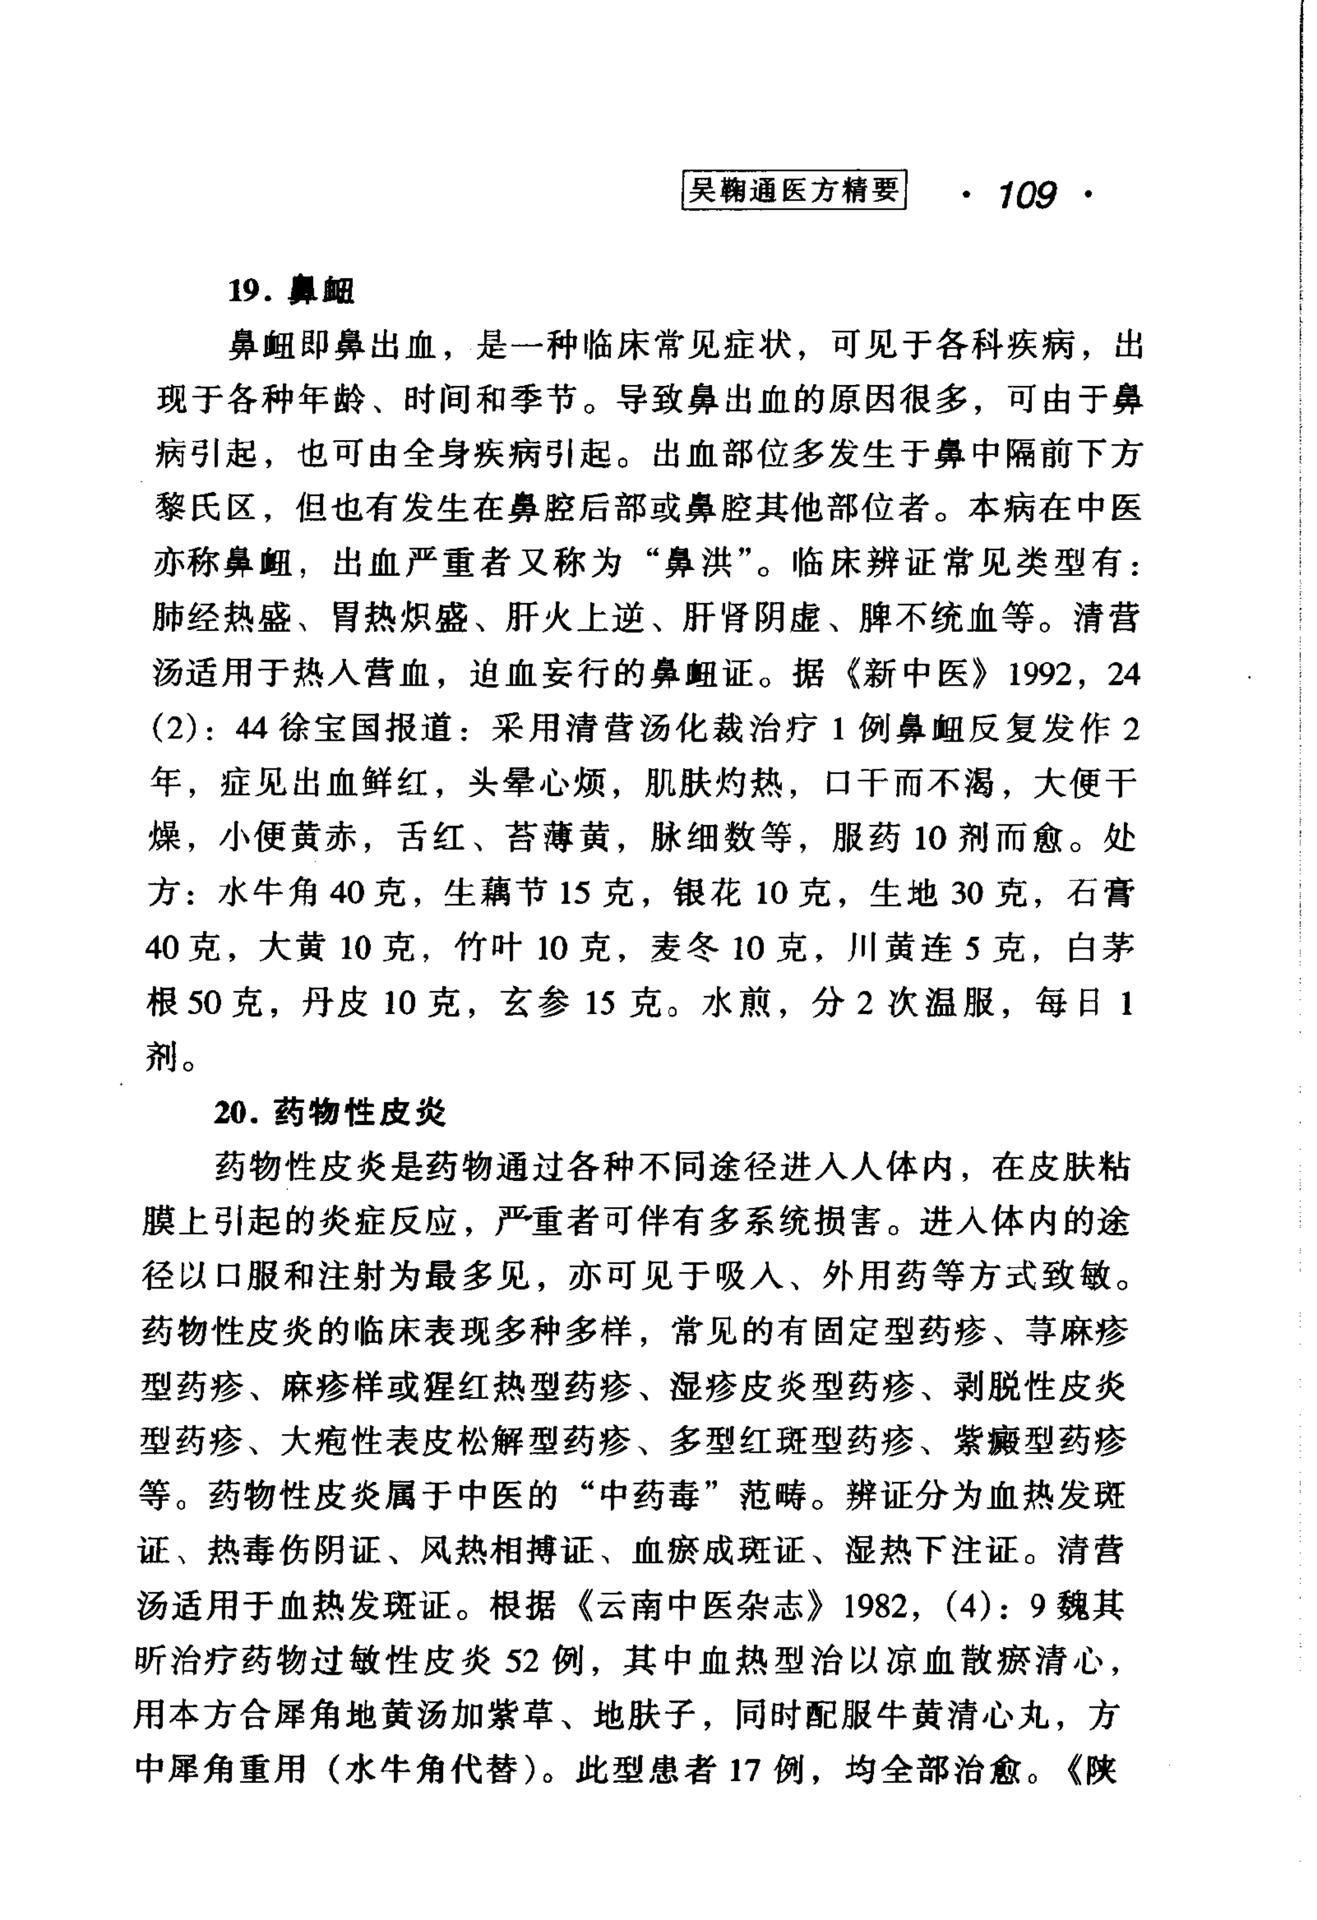 吴鞠通医方精要 · 109 ·
19. 鼻衄
鼻衄即鼻出血，是一种临床常见症状，可见于各科疾病，出
现于各种年龄、时间和季节。导致鼻出血的原因很多，可由于鼻
病引起，也可由全身疾病引起。出血部位多发生于鼻中隔前下方
黎氏区，但也有发生在鼻腔后部或鼻腔其他部位者。本病在中医
亦称鼻衄，出血严重者又称为“鼻洪”。临床辨证常见类型有：
肺经热盛、胃热炽盛、肝火上逆、肝肾阴虚、脾不统血等。清营
汤适用于热入营血，迫血妄行的鼻衄证。据《新中医》1992，24
(2)：44 徐宝国报道：采用清营汤化裁治疗 1 例鼻衄反复发作 2
年，症见出血鲜红，头晕心烦，肌肤灼热，口干而不渴，大便干
燥，小便黄赤，舌红、苔薄黄，脉细数等，服药 10 剂而愈。处
方：水牛角 40 克，生藕节 15 克，银花 10 克，生地 30 克，石膏
40 克，大黄 10 克，竹叶 10 克，麦冬 10 克，川黄连 5 克，白茅
根 50 克，丹皮 10 克，玄参 15 克。水煎，分 2 次温服，每日 1
剂。
20. 药物性皮炎
药物性皮炎是药物通过各种不同途径进入人体内，在皮肤粘
膜上引起的炎症反应，严重者可伴有多系统损害。进入体内的途
径以口服和注射为最多见，亦可见于吸入、外用药等方式致敏。
药物性皮炎的临床表现多种多样，常见的有固定型药疹、荨麻疹
型药疹、麻疹样或猩红热型药疹、湿疹皮炎型药疹、剥脱性皮炎
型药疹、大疱性表皮松解型药疹、多型红斑型药疹、紫癜型药疹
等。药物性皮炎属于中医的“中药毒”范畴。辨证分为血热发斑
证、热毒伤阴证、风热相搏证、血瘀成斑证、湿热下注证。清营
汤适用于血热发斑证。根据《云南中医杂志》1982，(4)：9 魏其
昕治疗药物过敏性皮炎 52 例，其中血热型治以凉血散瘀清心，
用本方合犀角地黄汤加紫草、地肤子，同时配服牛黄清心丸，方
中犀角重用（水牛角代替）。此型患者 17 例，均全部治愈。《陕